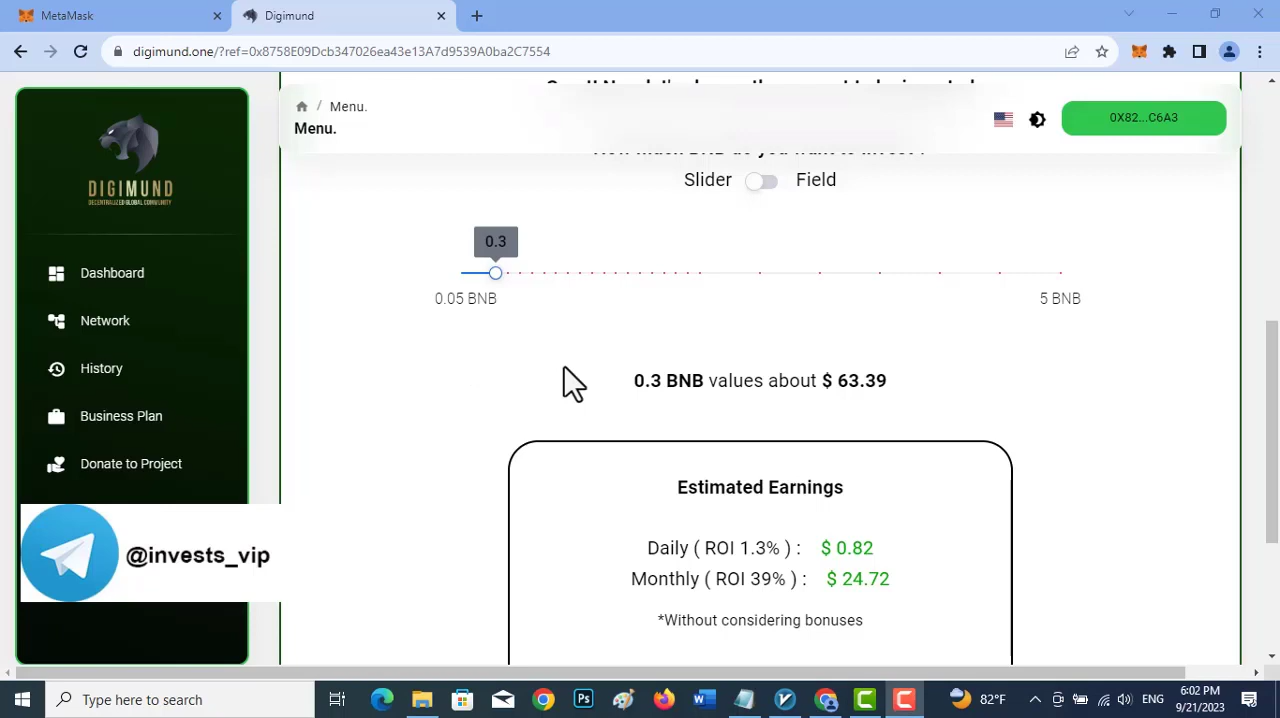 MetaMask
Digimund
digimund.one/?ref=0x8758E09Dcb347026ea43e13A7d9539A0ba2C7554
/ Menu.
Menu.
0X82...C6A3
DIGIMUND
DECENTRALIZED GLOBAL COMMUNITY
Dashboard
Network
History
Business Plan
Donate to Project
@invests_vip
Slider Field
0.3
0.05 BNB 5 BNB
0.3 BNB values about $ 63.39
Estimated Earnings
Daily ( ROI 1.3% ) : $ 0.82
Monthly ( ROI 39% ) : $ 24.72
*Without considering bonuses
Type here to search
Ps
82°F
ENG
6:02 PM
9/21/2023